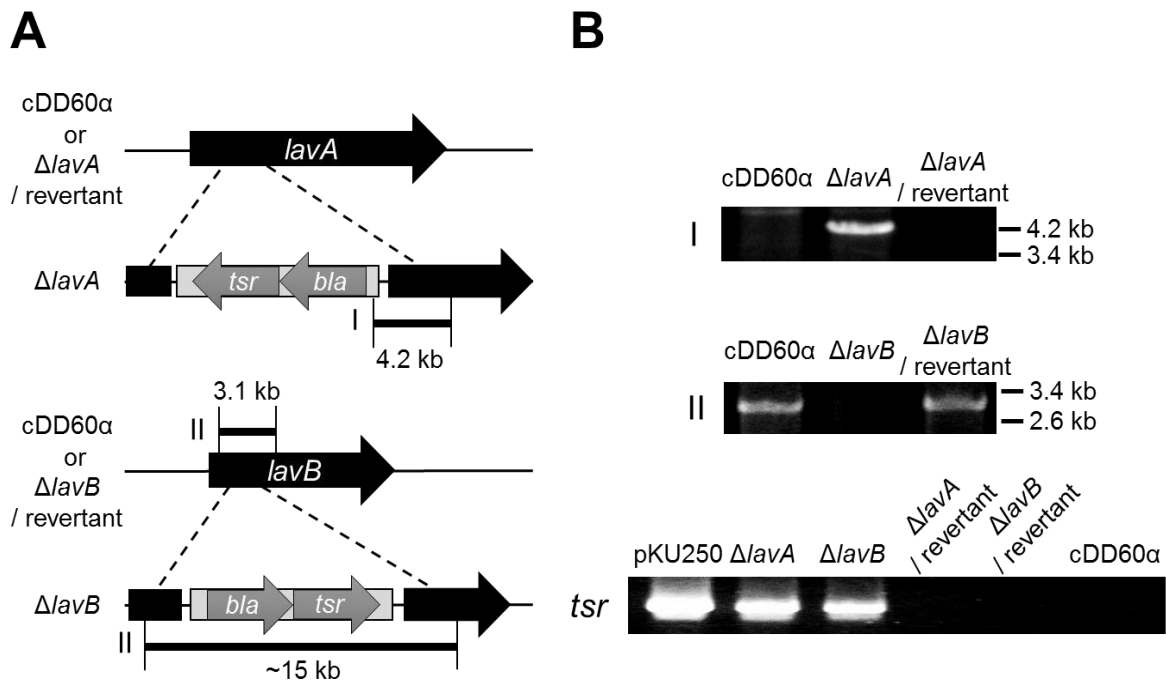 A
cDD60α
or
ΔlavA
/ revertant
lavA
ΔlavA
tsr
bla
I
4.2 kb
3.1 kb
II
cDD60α
or
ΔlavB
/ revertant
lavB
ΔlavB
bla
tsr
II
~15 kb
B
cDD60α
ΔlavA
ΔlavA
/ revertant
I
4.2 kb
3.4 kb
cDD60α
ΔlavB
ΔlavB
/ revertant
II
3.4 kb
2.6 kb
pKU250
ΔlavA
ΔlavB
ΔlavA
/ revertant
ΔlavB
/ revertant
cDD60α
tsr